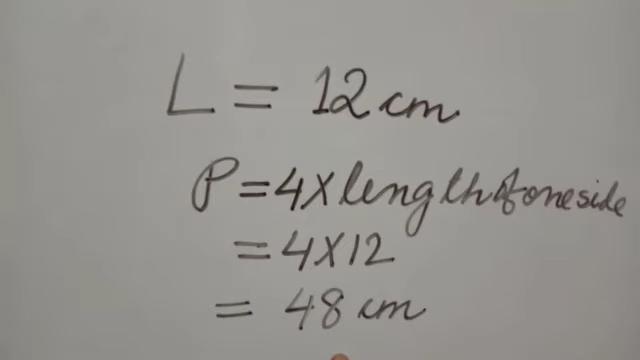 L = 12 cm
P = 4 X length of one side
= 4 X 12
= 48 cm